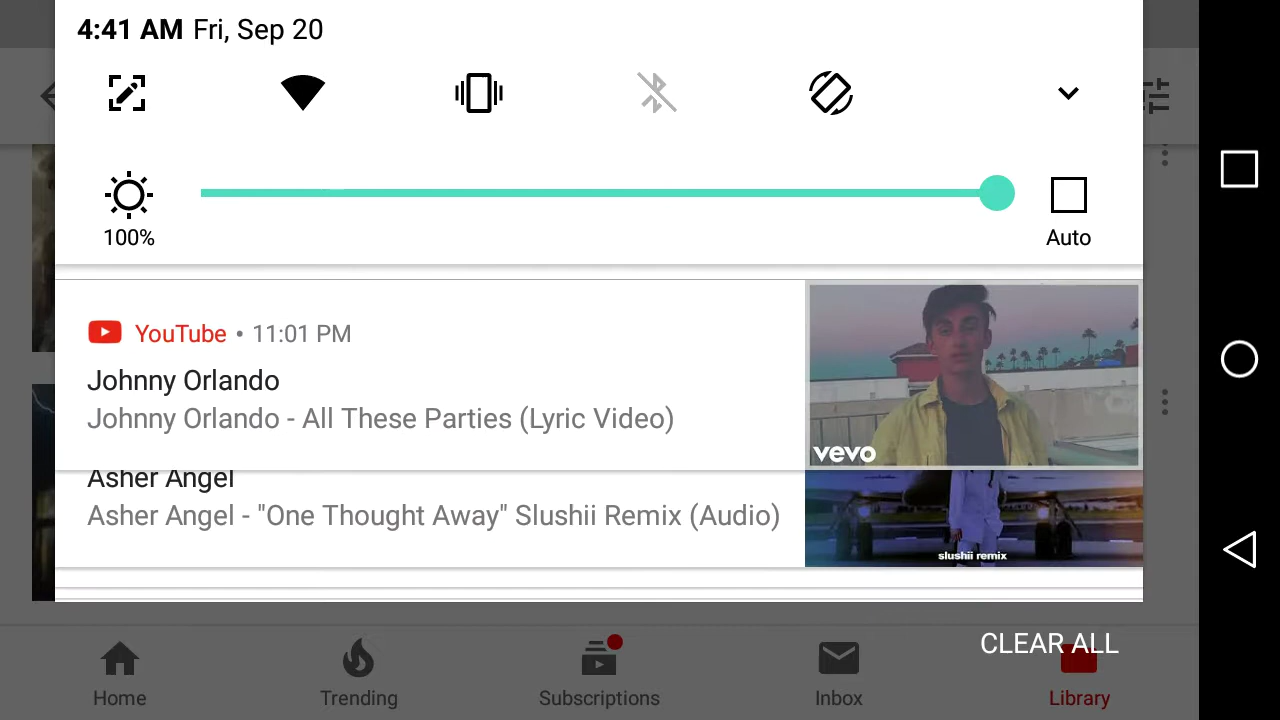 4:41 AM Fri, Sep 20
100%
Auto
YouTube • 11:01 PM
Johnny Orlando
Johnny Orlando - All These Parties (Lyric Video)
vevo
Asher Angel
Asher Angel - "One Thought Away" Slushii Remix (Audio)
slushii remix
CLEAR ALL
Home
Trending
Subscriptions
Inbox
Library